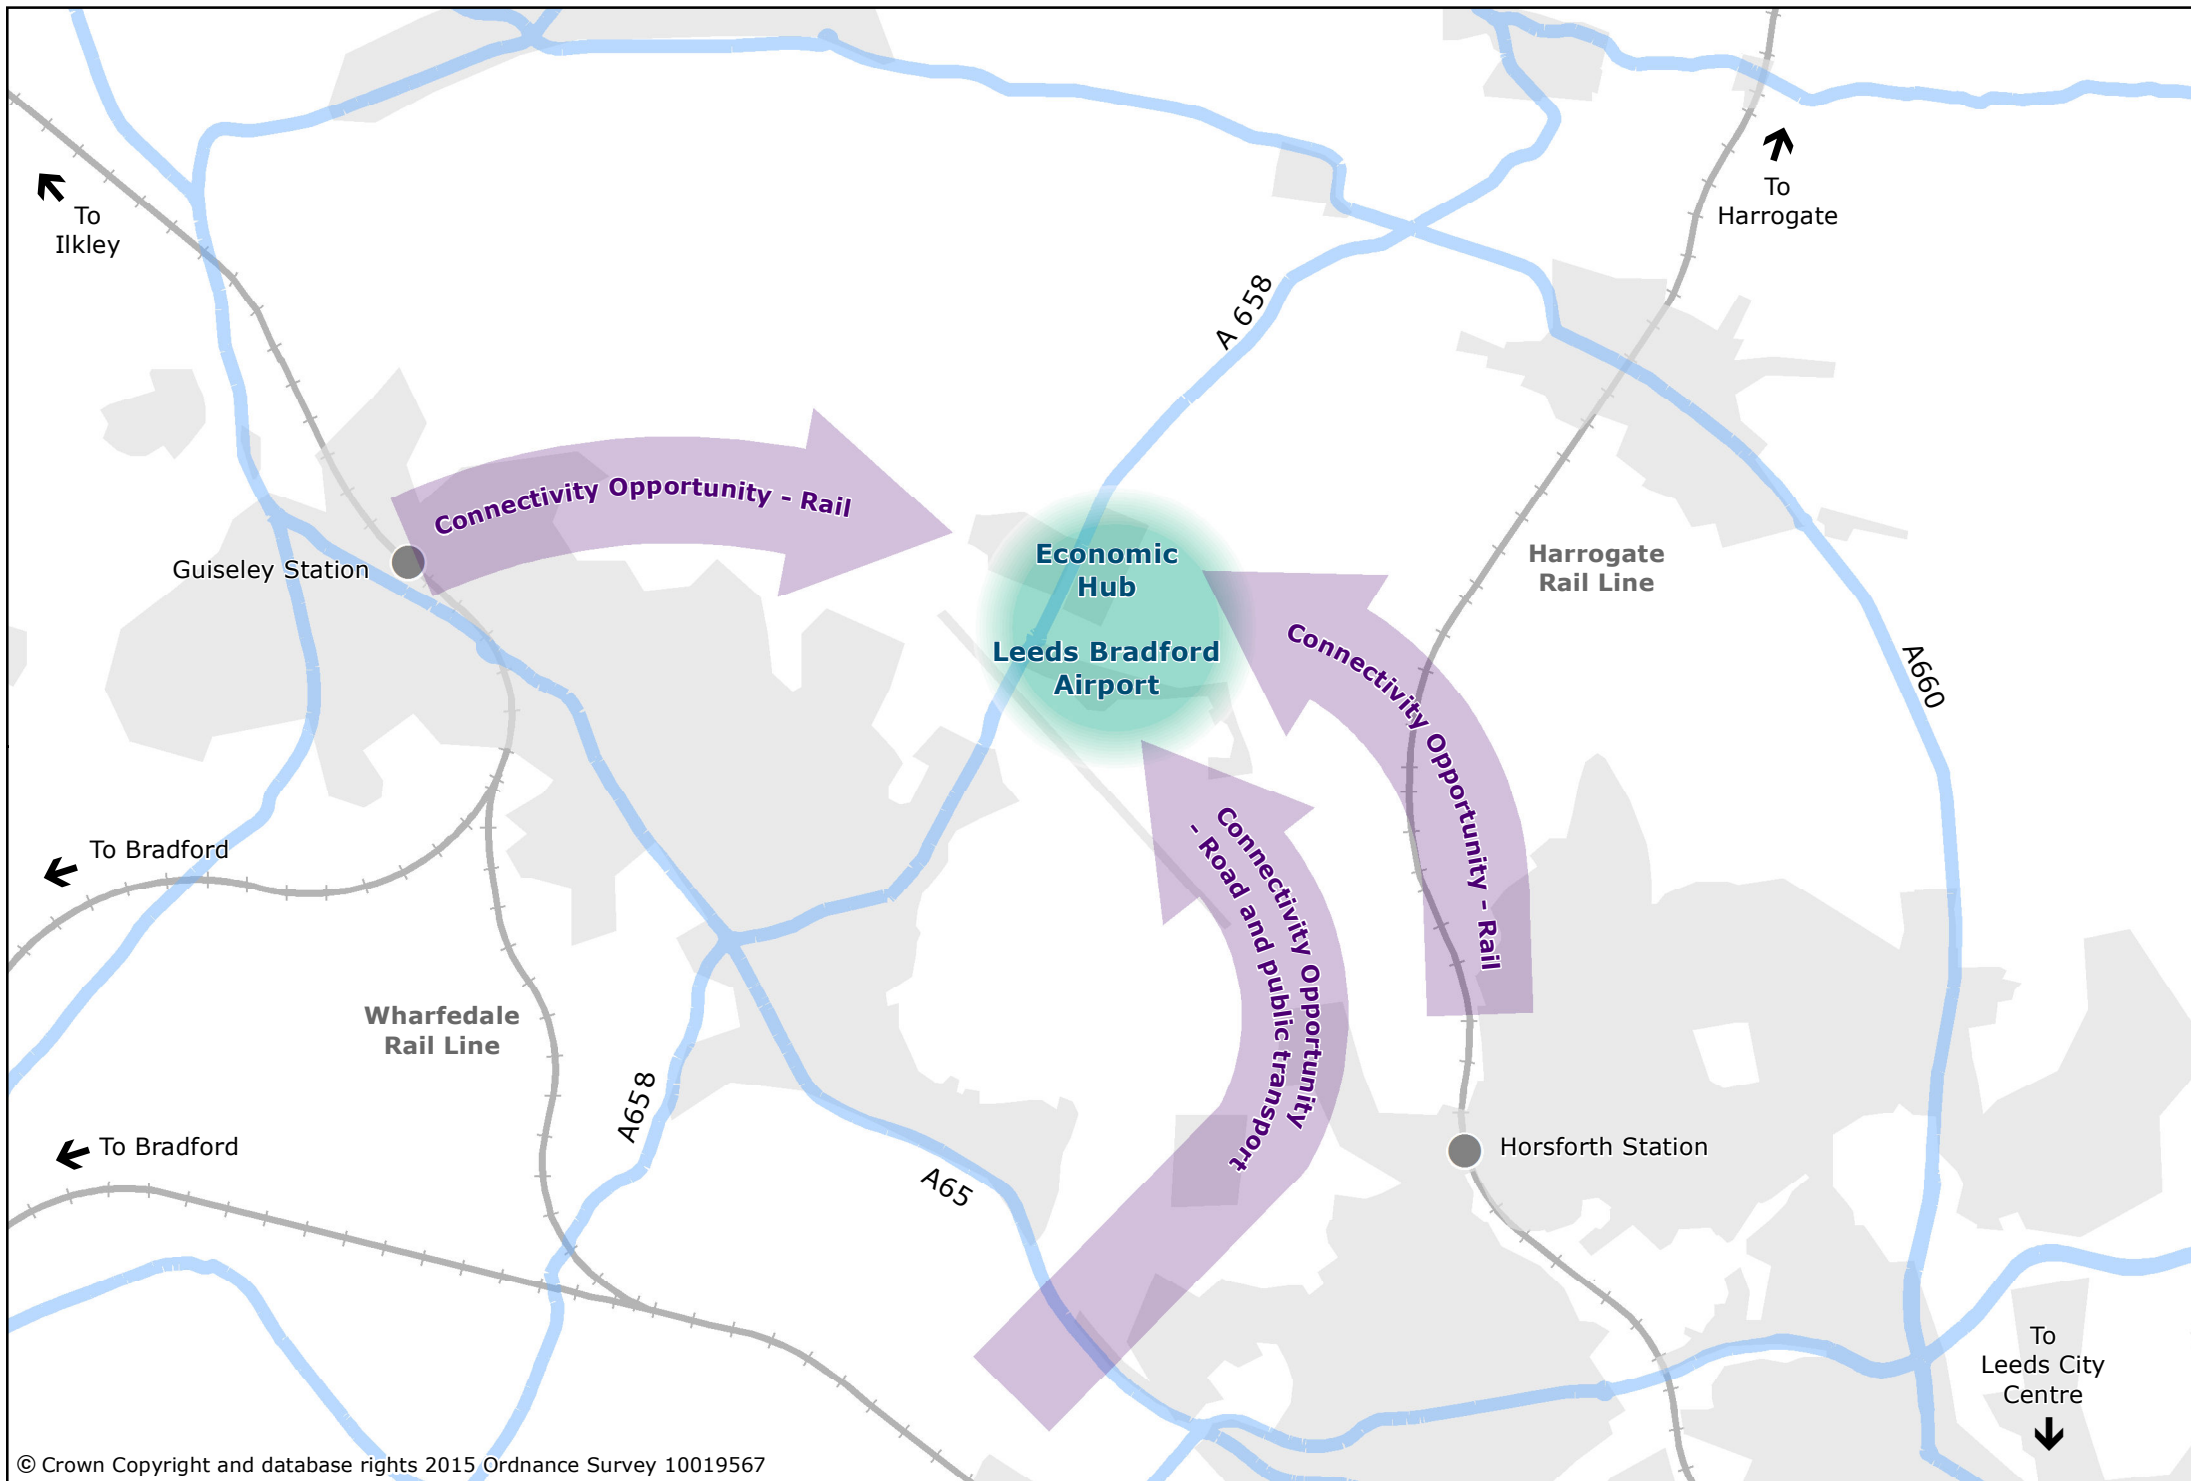 To
Harrogate
To
Ilkley
A 658
Connectivity Opportunity - Rail
Guiseley Station
Economic
Hub
Leeds Bradford
Airport
Harrogate
Rail Line
Connectivity Opportunity - Rail
A660
Connectivity Opportunity
- Road and public transport
To Bradford
Wharfedale
Rail Line
A658
To Bradford
A65
Horsforth Station
To
Leeds City
Centre
© Crown Copyright and database rights 2015 Ordnance Survey 10019567